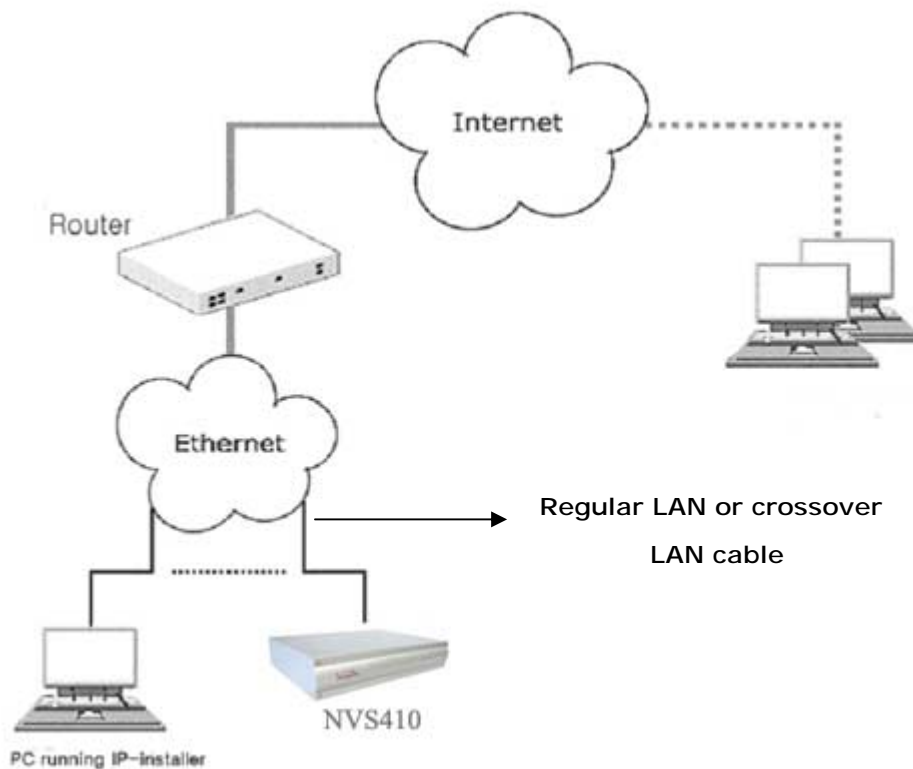 Internet
Router
Ethernet
Regular LAN or crossover
LAN cable
NVS410
PC running IP-installer